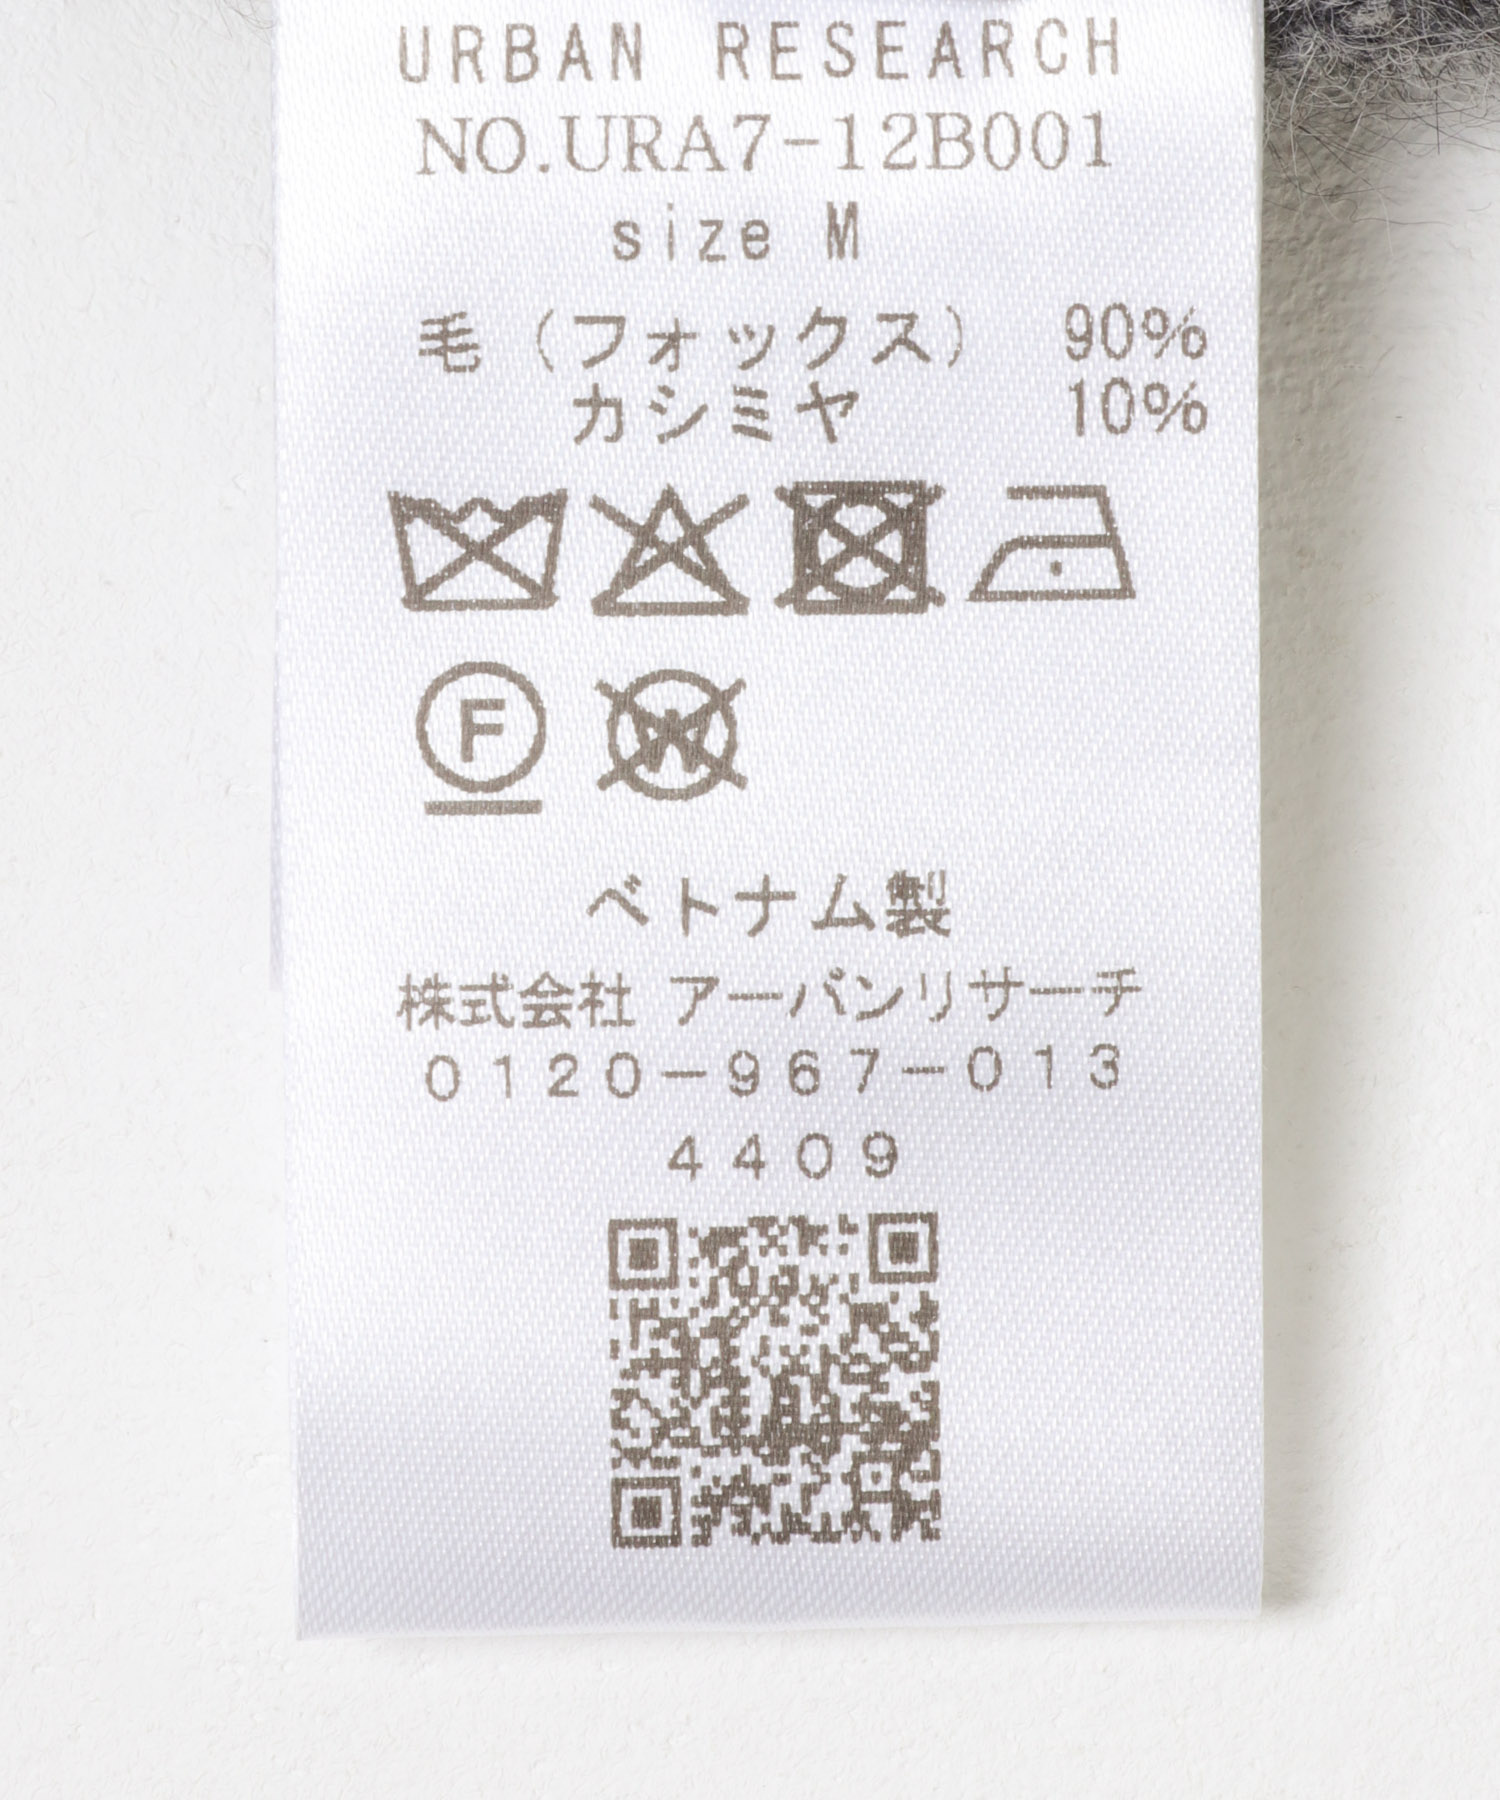 URBAN RESEARCH
NO.URA7-12B001
size M
毛（フォックス） 90%
カシミヤ 10%
F
W
ベトナム製
株式会社 アーバンリサーチ
0120-967-013
4409